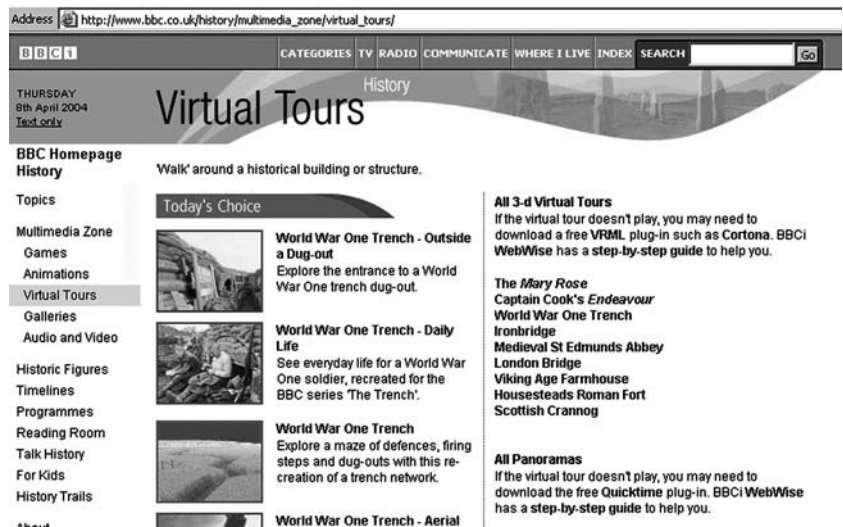 Address http://www.bbc.co.uk/history/multimedia_zone/virtual_tours/
BBCi
CATEGORIES TV RADIO COMMUNICATE WHERE I LIVE INDEX SEARCH Go
THURSDAY
8th April 2004
Text only
History
Virtual Tours
BBC Homepage
History
Topics
Multimedia Zone
Games
Animations
Virtual Tours
Galleries
Audio and Video
Historic Figures
Timelines
Programmes
Reading Room
Talk History
For Kids
History Trails
About
'Walk' around a historical building or structure.
Today's Choice
World War One Trench - Outside
a Dug-out
Explore the entrance to a World
War One trench dug-out.
World War One Trench - Daily
Life
See everyday life for a World War
One soldier, recreated for the
BBC series 'The Trench'.
World War One Trench
Explore a maze of defences, firing
steps and dug-outs with this re-
creation of a trench network.
World War One Trench - Aerial
All 3-d Virtual Tours
If the virtual tour doesn't play, you may need to
download a free VRML plug-in such as Cortona. BBCi
WebWise has a step-by-step guide to help you.
The Mary Rose
Captain Cook's Endeavour
World War One Trench
Ironbridge
Medieval St Edmunds Abbey
London Bridge
Viking Age Farmhouse
Housesteads Roman Fort
Scottish Crannog
All Panoramas
If the virtual tour doesn't play, you may need to
download the free Quicktime plug-in. BBCi WebWise
has a step-by-step guide to help you.